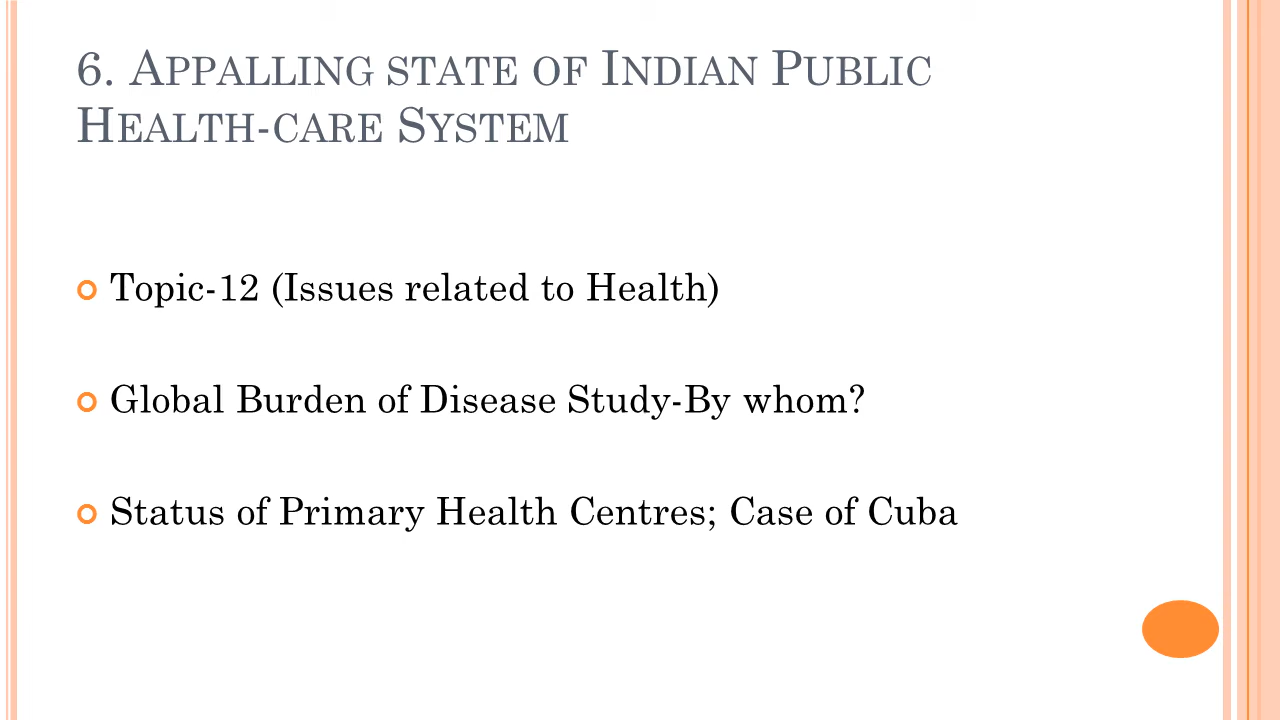 6. Appalling state of Indian Public
Health-care System
Topic-12 (Issues related to Health)
Global Burden of Disease Study-By whom?
Status of Primary Health Centres; Case of Cuba